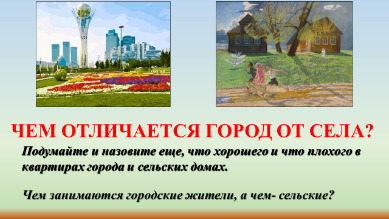 ЧЕМ ОТЛИЧАЕТСЯ ГОРОД ОТ СЕЛА?
Подумайте и назовите еще, что хорошего и что плохого в
квартирах города и сельских домах.
Чем занимаются городские жители, а чем- сельские?